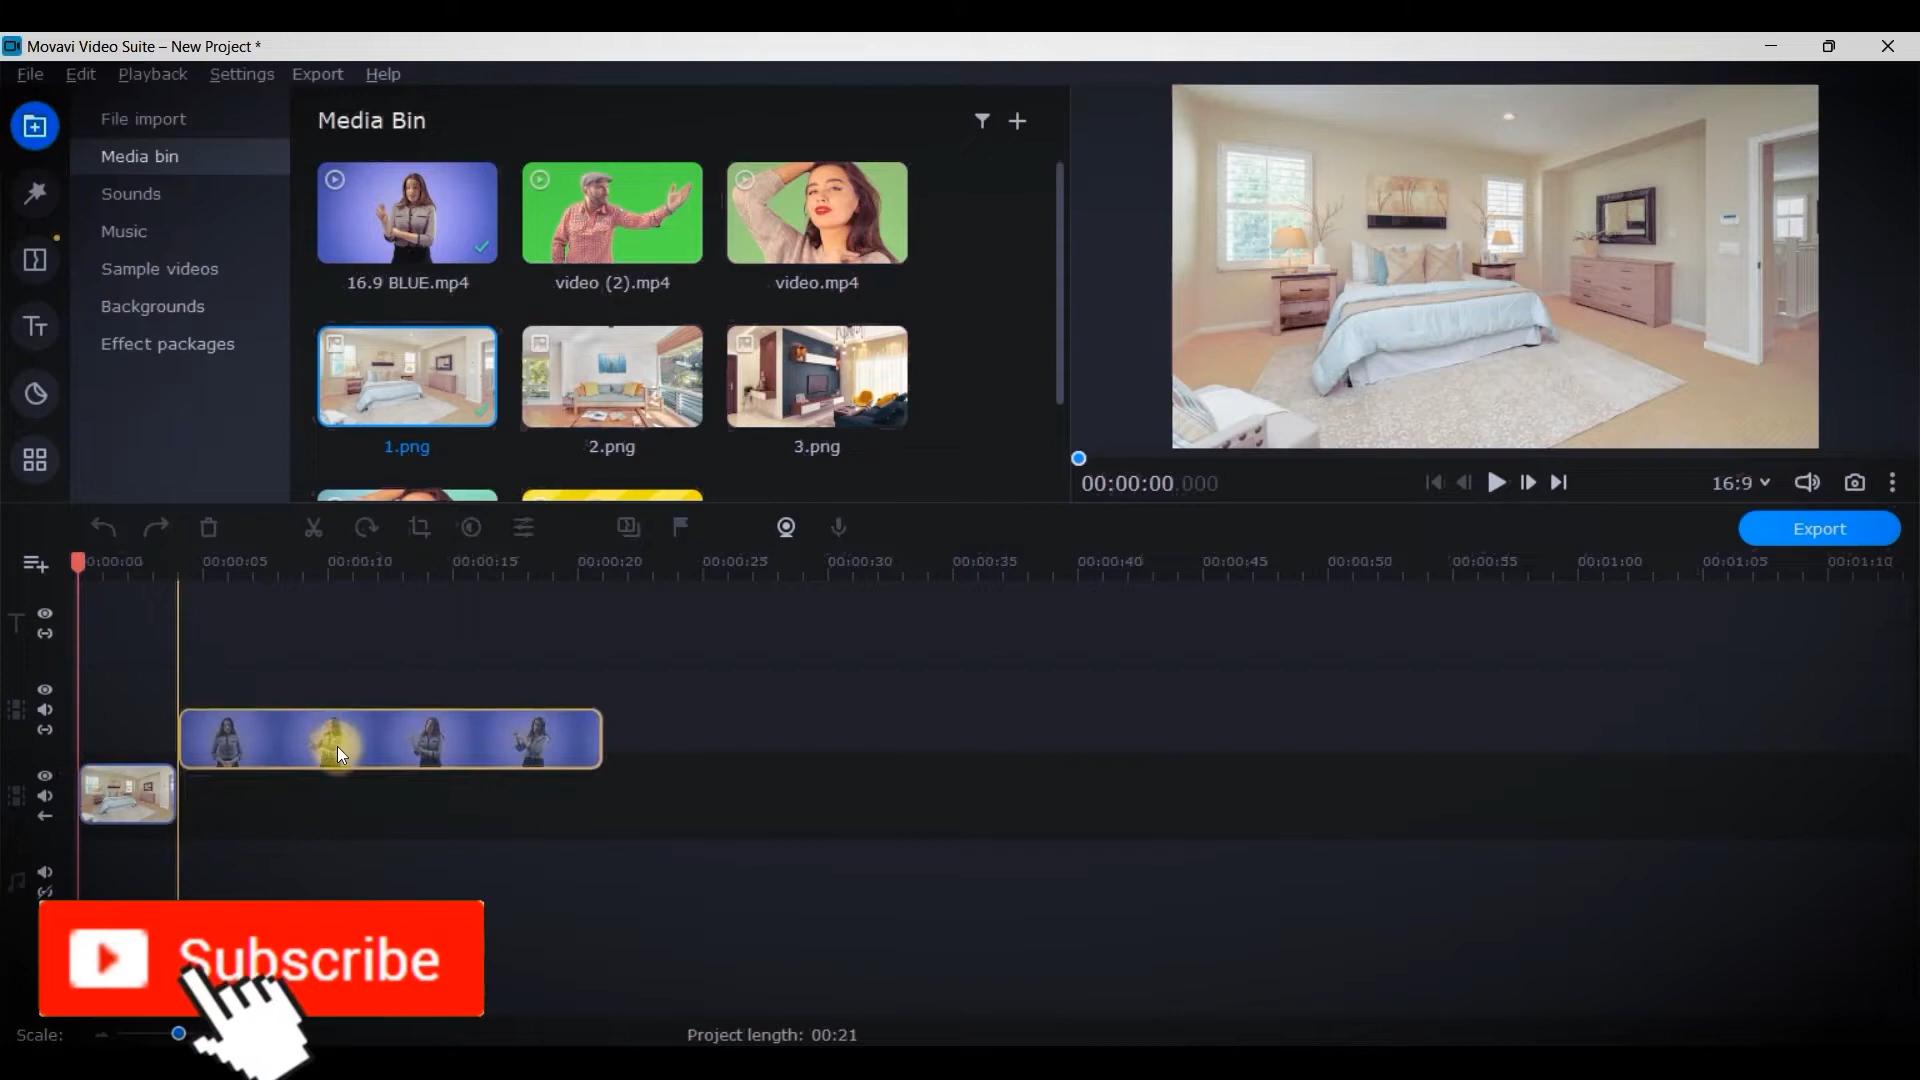 Movavi Video Suite – New Project *
File Edit Playback Settings Export Help
File import
Media bin
Sounds
Music
Sample videos
Backgrounds
Effect packages
Media Bin
16.9 BLUE.mp4 video (2).mp4 video.mp4
1.png 2.png 3.png
00:00:00.000
16:9
Export
00:00:00 00:00:05 00:00:10 00:00:15 00:00:20 00:00:25 00:00:30 00:00:35 00:00:40 00:00:45 00:00:50 00:00:55 00:01:00 00:01:05 00:01:10
Subscribe
Scale:
Project length: 00:21